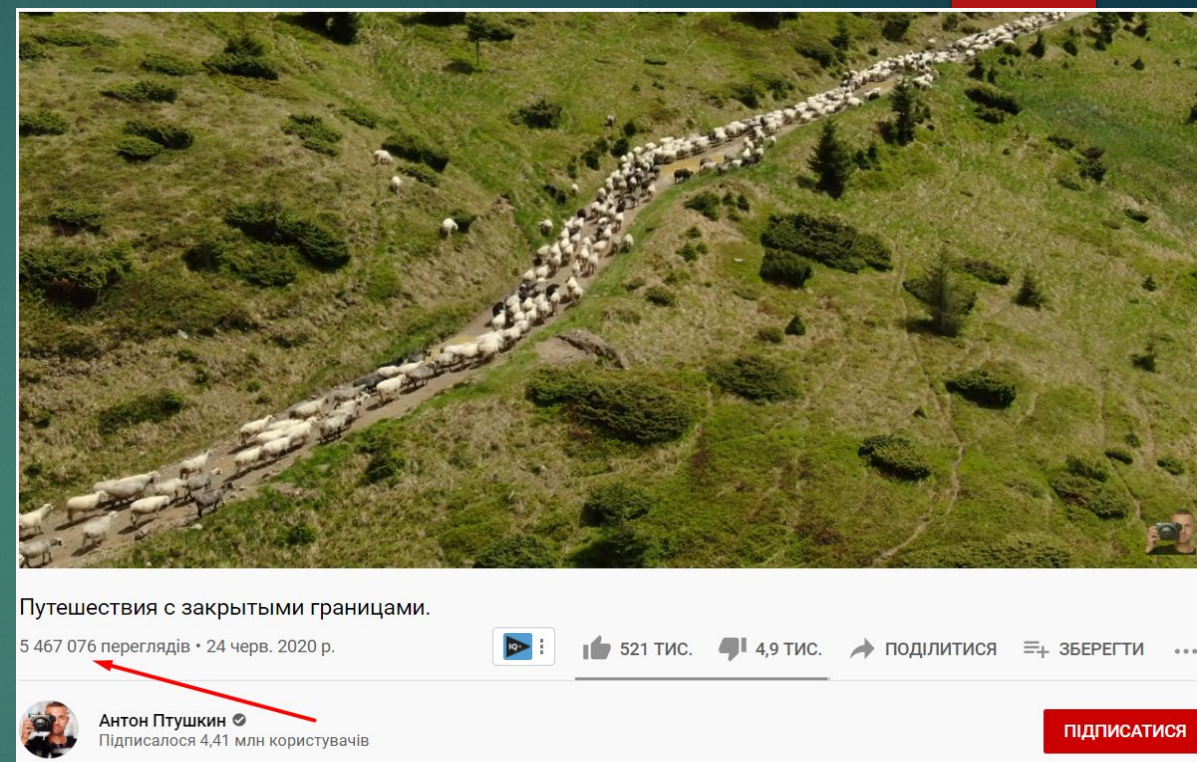 Путешествия с закрытыми границами.
5 467 076 переглядів • 24 черв. 2020 р.
IQ
521 ТИС.
4,9 ТИС.
ПОДІЛИТИСЯ
ЗБЕРЕГТИ
Антон Птушкин
Підписалося 4,41 млн користувачів
ПІДПИСАТИСЯ